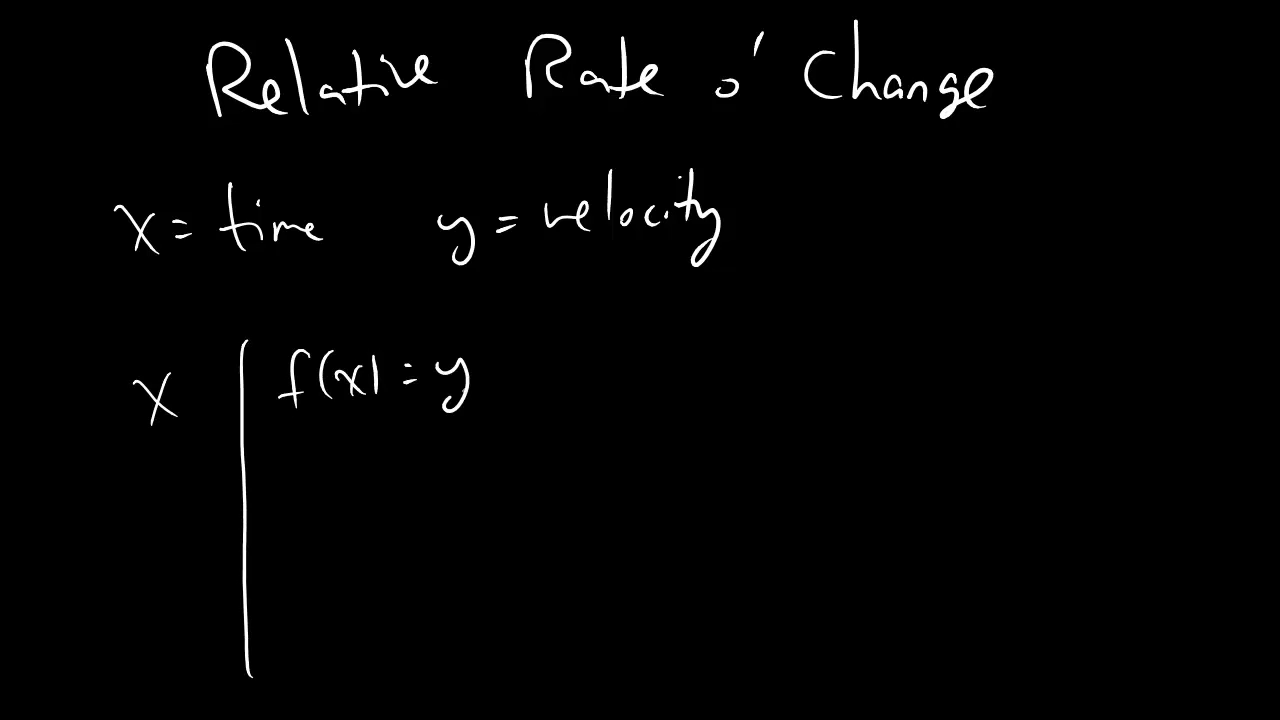 Relative Rate o' Change
x = time y = velocity
x f(x) = y